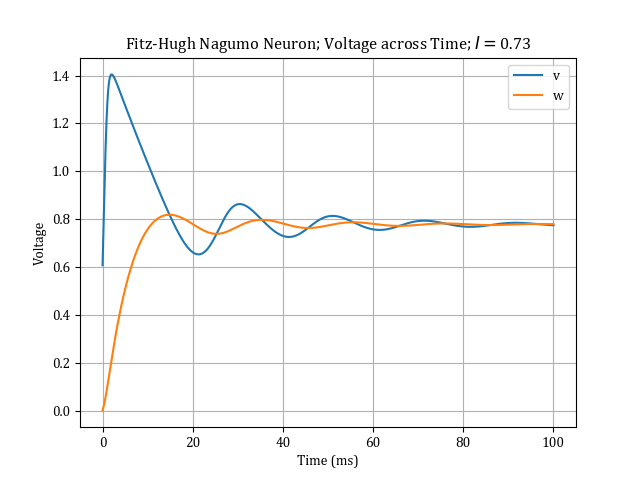 Fitz-Hugh Nagumo Neuron; Voltage across Time; I = 0.73
v
w
1.4
1.2
1.0
0.8
0.6
0.4
0.2
0.0
Voltage
0 20 40 60 80 100
Time (ms)